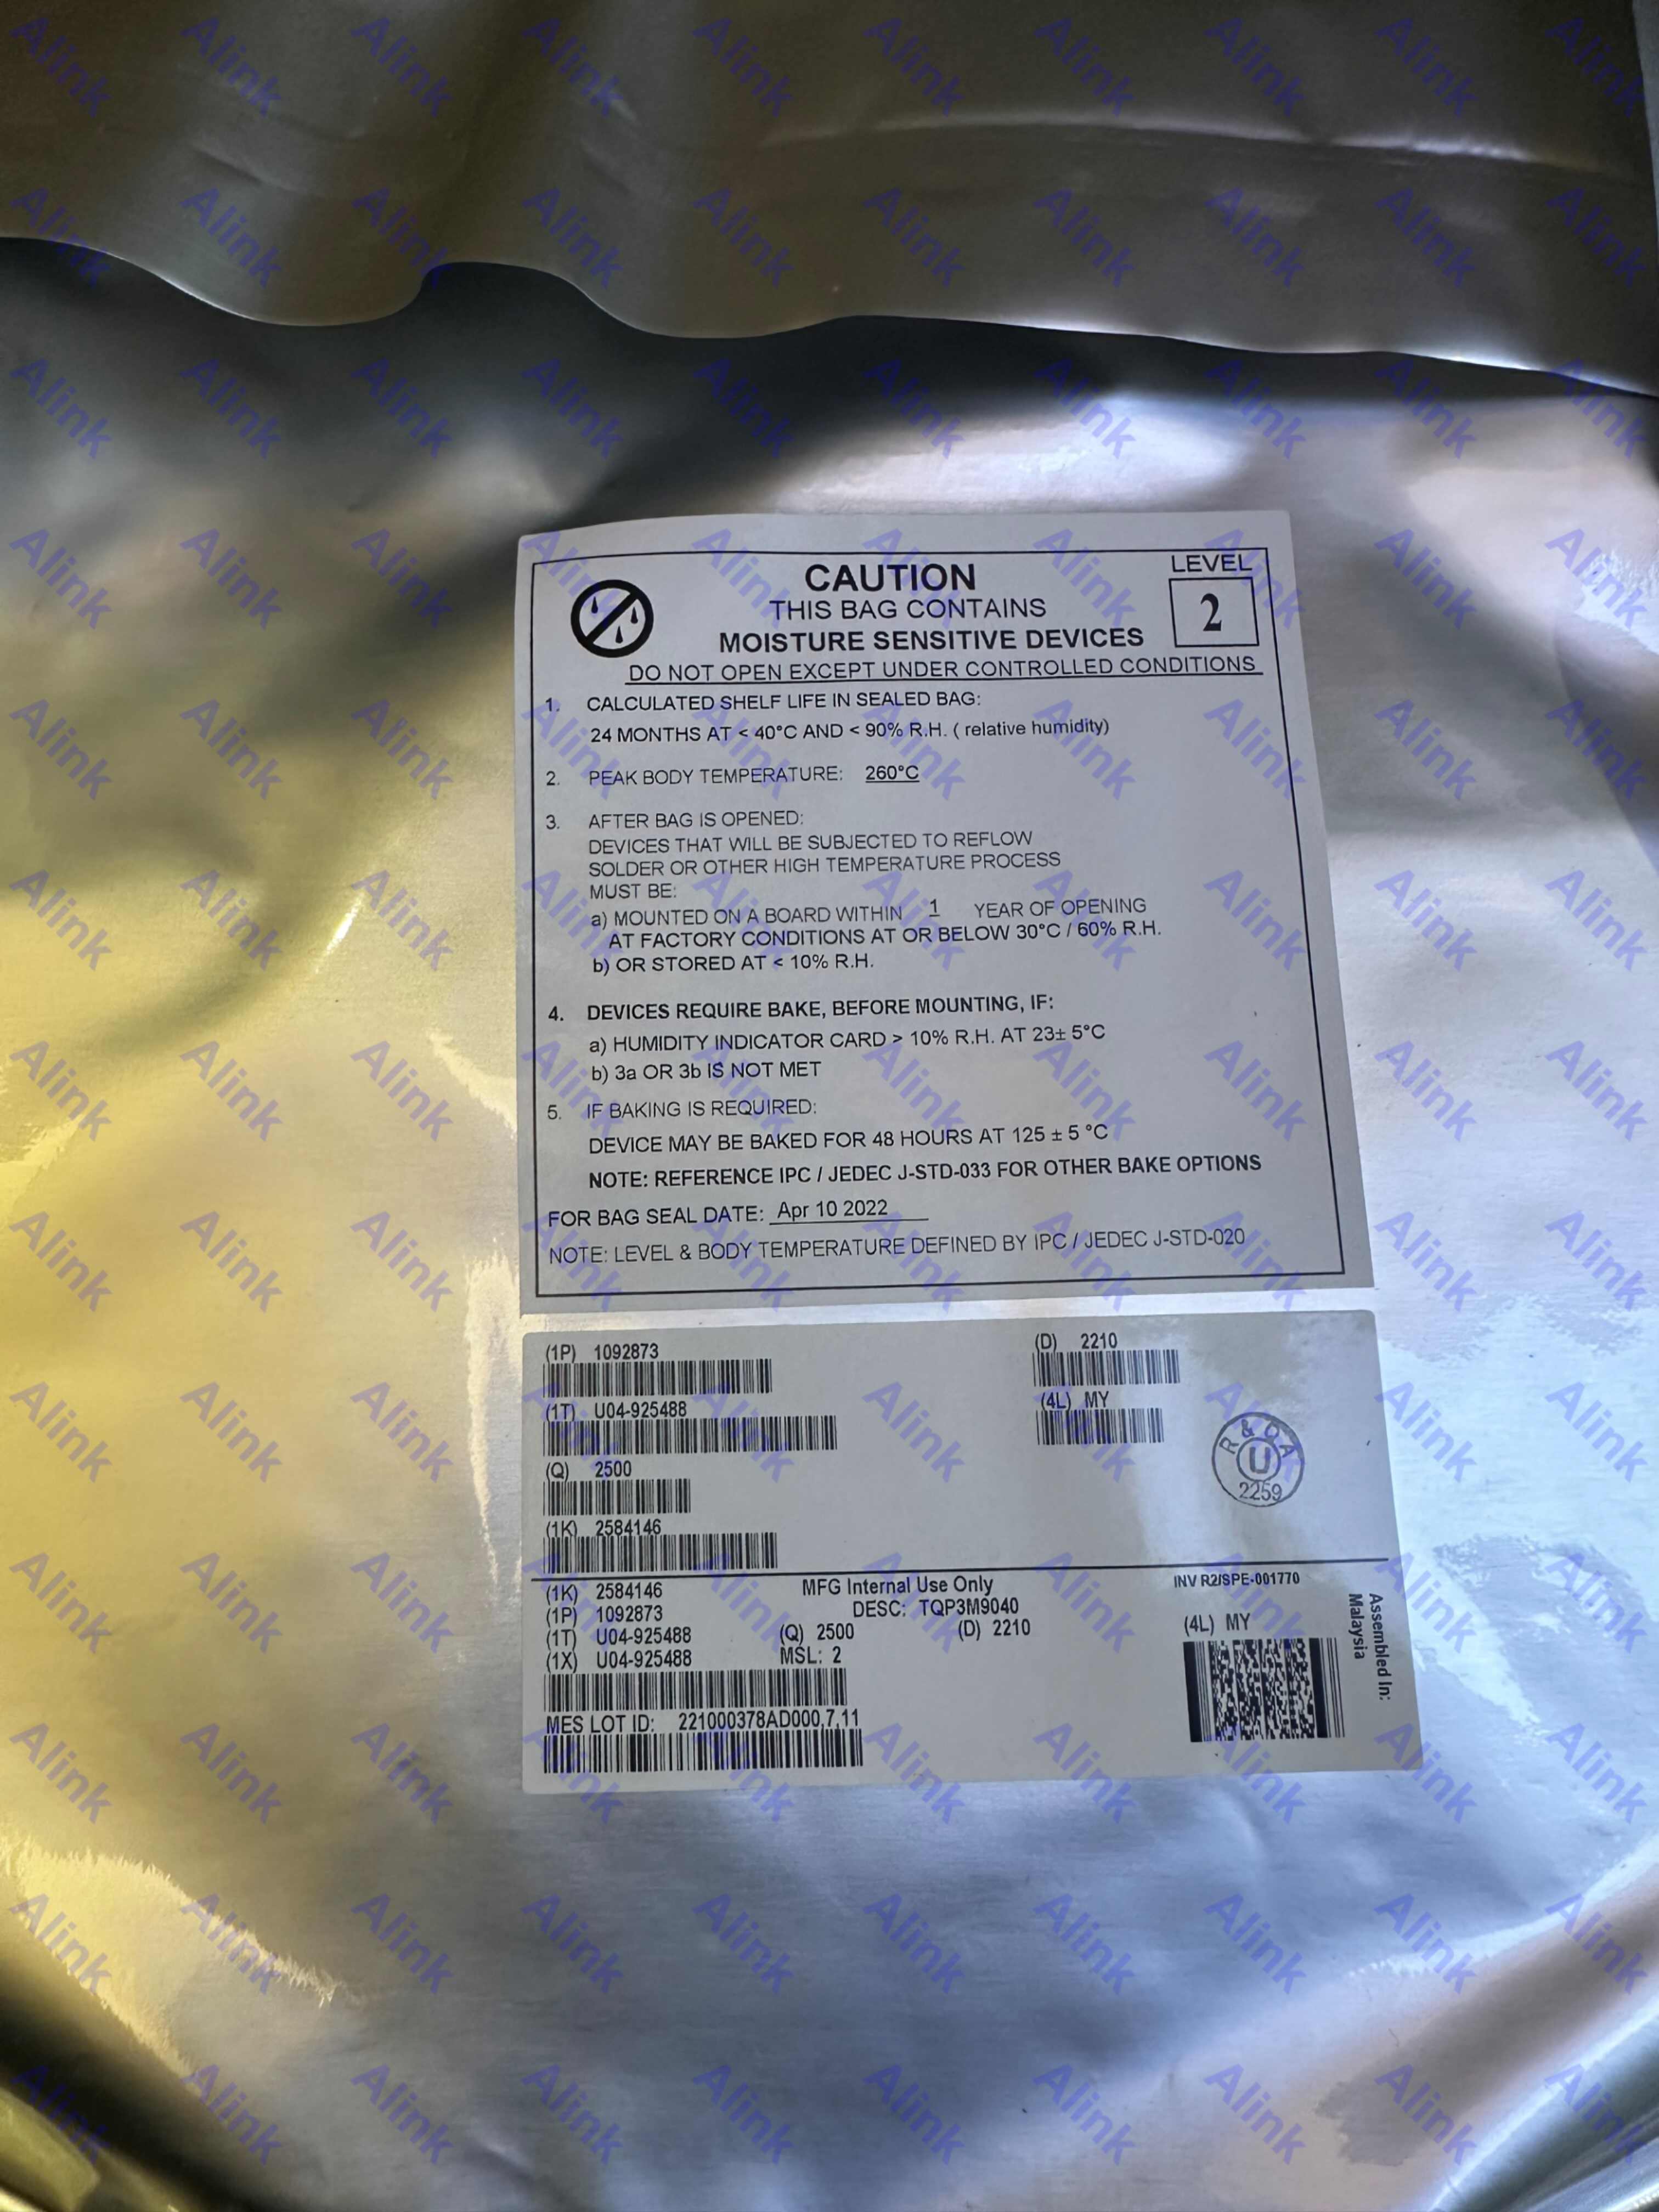 CAUTION
LEVEL
2
THIS BAG CONTAINS
MOISTURE SENSITIVE DEVICES
DO NOT OPEN EXCEPT UNDER CONTROLLED CONDITIONS
1. CALCULATED SHELF LIFE IN SEALED BAG:
24 MONTHS AT < 40°C AND < 90% R.H. ( relative humidity)
2. PEAK BODY TEMPERATURE: 260°C
3. AFTER BAG IS OPENED:
DEVICES THAT WILL BE SUBJECTED TO REFLOW
SOLDER OR OTHER HIGH TEMPERATURE PROCESS
MUST BE:
a) MOUNTED ON A BOARD WITHIN 1 YEAR OF OPENING
AT FACTORY CONDITIONS AT OR BELOW 30°C / 60% R.H.
b) OR STORED AT < 10% R.H.
4. DEVICES REQUIRE BAKE, BEFORE MOUNTING, IF:
a) HUMIDITY INDICATOR CARD > 10% R.H. AT 23± 5°C
b) 3a OR 3b IS NOT MET
5. IF BAKING IS REQUIRED:
DEVICE MAY BE BAKED FOR 48 HOURS AT 125 ± 5 °C
NOTE: REFERENCE IPC / JEDEC J-STD-033 FOR OTHER BAKE OPTIONS
FOR BAG SEAL DATE: Apr 10 2022
NOTE: LEVEL & BODY TEMPERATURE DEFINED BY IPC / JEDEC J-STD-020
(1P) 1092873
(D) 2210
(1T) U04-925488
(4L) MY
(Q) 2500
R & QA
U
2259
(1K) 2584146
(1K) 2584146
MFG Internal Use Only
INV R2/SPE-001770
(1P) 1092873
DESC: TQP3M9040
(1T) U04-925488
(Q) 2500
(D) 2210
(4L) MY
(1X) U04-925488
MSL: 2
Assembled In:
Malaysia
MES LOT ID: 221000378AD000,7,11
Alink